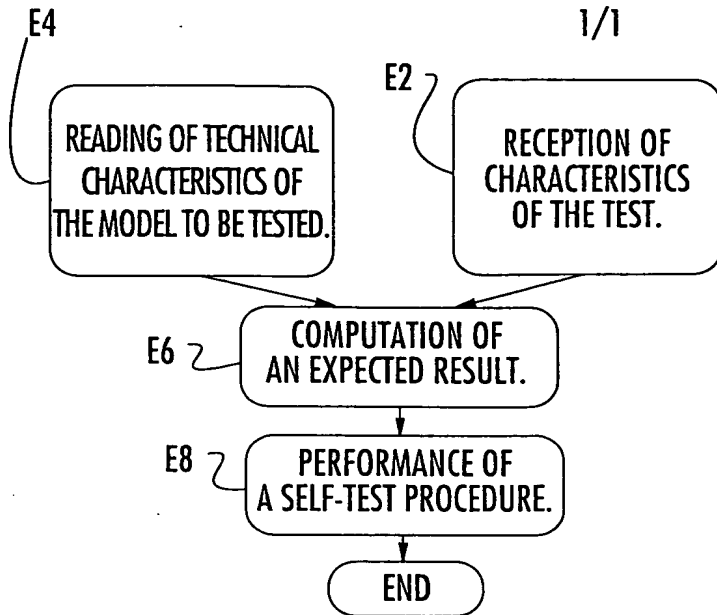 E4
1/1
E2
READING OF TECHNICAL
CHARACTERISTICS OF
THE MODEL TO BE TESTED.
RECEPTION OF
CHARACTERISTICS
OF THE TEST.
E6
COMPUTATION OF
AN EXPECTED RESULT.
E8
PERFORMANCE OF
A SELF-TEST PROCEDURE.
END